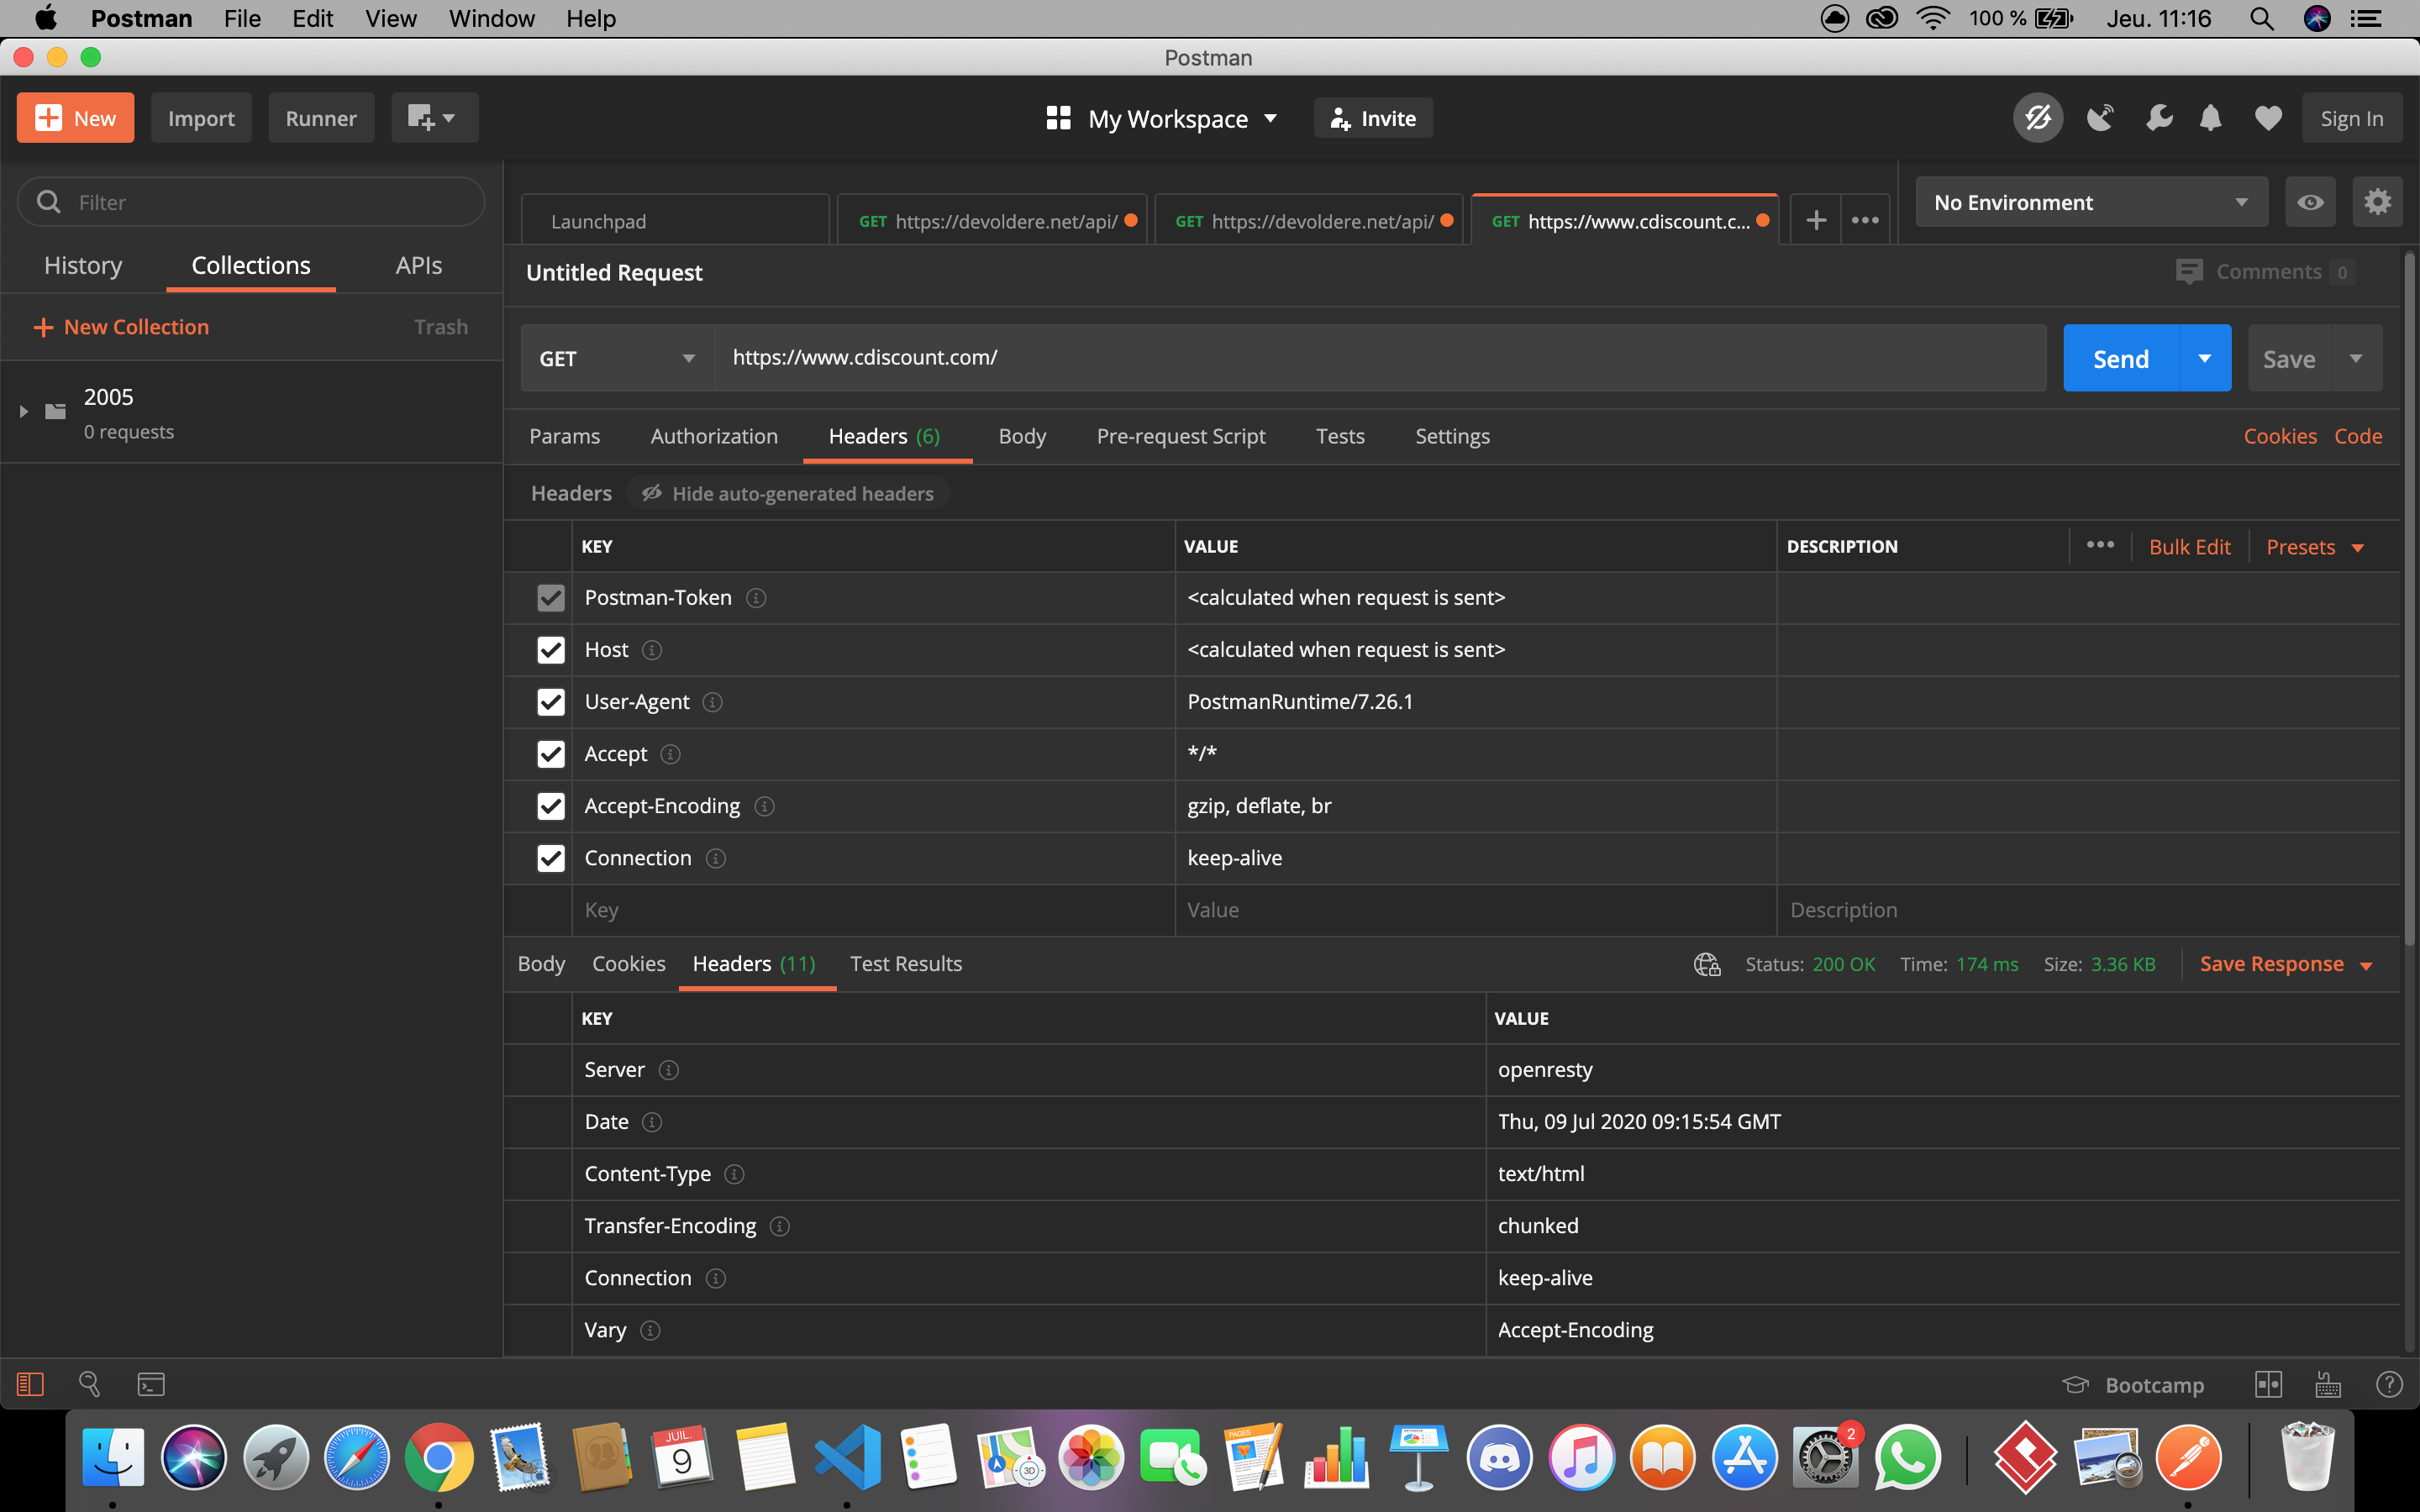 Postman File Edit View Window Help 100 % Jeu. 11:16
Postman
New Import Runner My Workspace Invite Sign In
Filter
Launchpad GET https://devoldere.net/api/ GET https://devoldere.net/api/ GET https://www.cdiscount.c... No Environment
History Collections APIs
Untitled Request Comments 0
New Collection Trash
GET https://www.cdiscount.com/ Send Save
2005
0 requests
Params Authorization Headers (6) Body Pre-request Script Tests Settings Cookies Code
Headers Hide auto-generated headers
KEY VALUE DESCRIPTION Bulk Edit Presets
Postman-Token <calculated when request is sent>
Host <calculated when request is sent>
User-Agent PostmanRuntime/7.26.1
Accept */*
Accept-Encoding gzip, deflate, br
Connection keep-alive
Key Value Description
Body Cookies Headers (11) Test Results Status: 200 OK Time: 174 ms Size: 3.36 KB Save Response
KEY VALUE
Server openresty
Date Thu, 09 Jul 2020 09:15:54 GMT
Content-Type text/html
Transfer-Encoding chunked
Connection keep-alive
Vary Accept-Encoding
Bootcamp
JUIL.
9
3D
PAGES
2